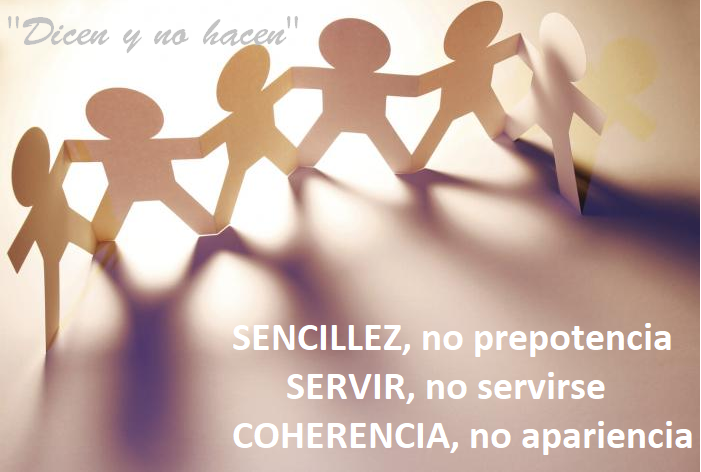 "Dicen y no hacen"
SENCILLEZ, no prepotencia
SERVIR, no servirse
COHERENCIA, no apariencia